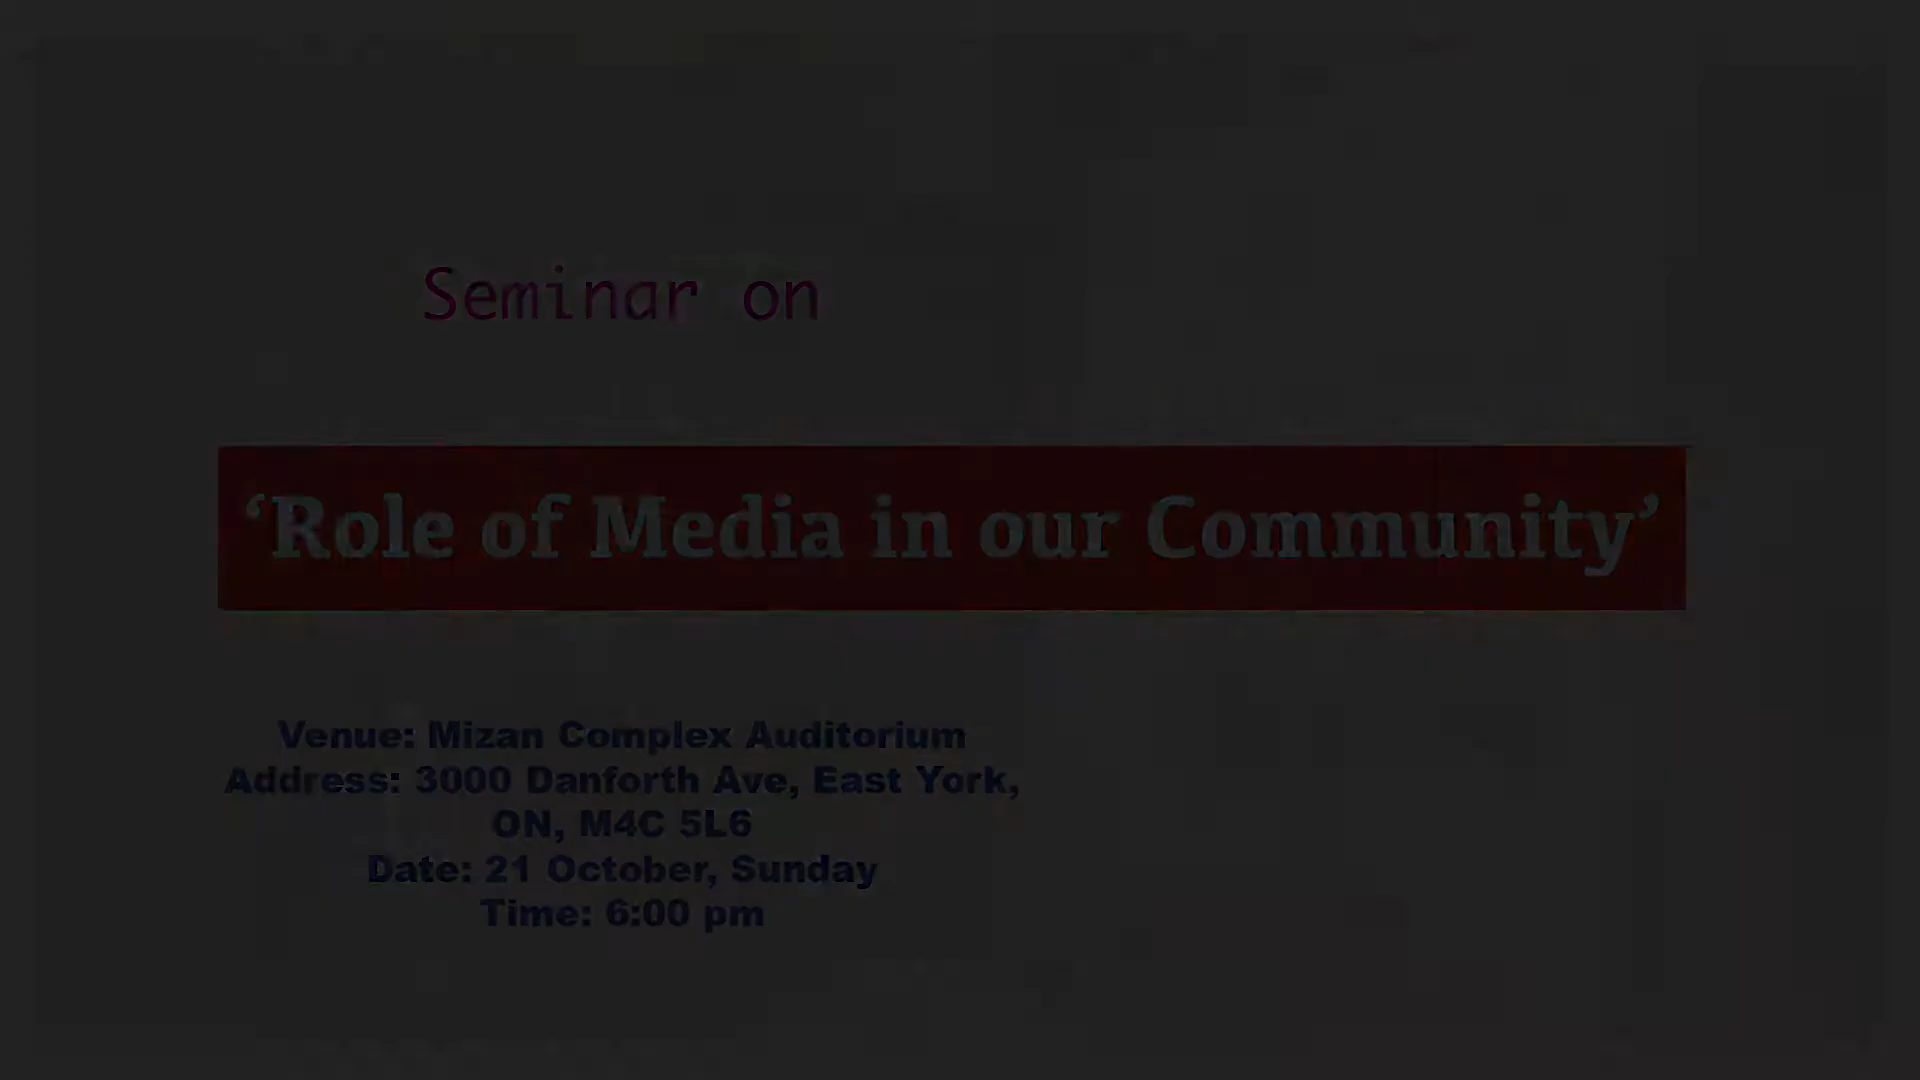 Seminar on
‘Role of Media in our Community’
Venue: Mizan Complex Auditorium
Address: 3000 Danforth Ave, East York,
ON, M4C 5L6
Date: 21 October, Sunday
Time: 6:00 pm